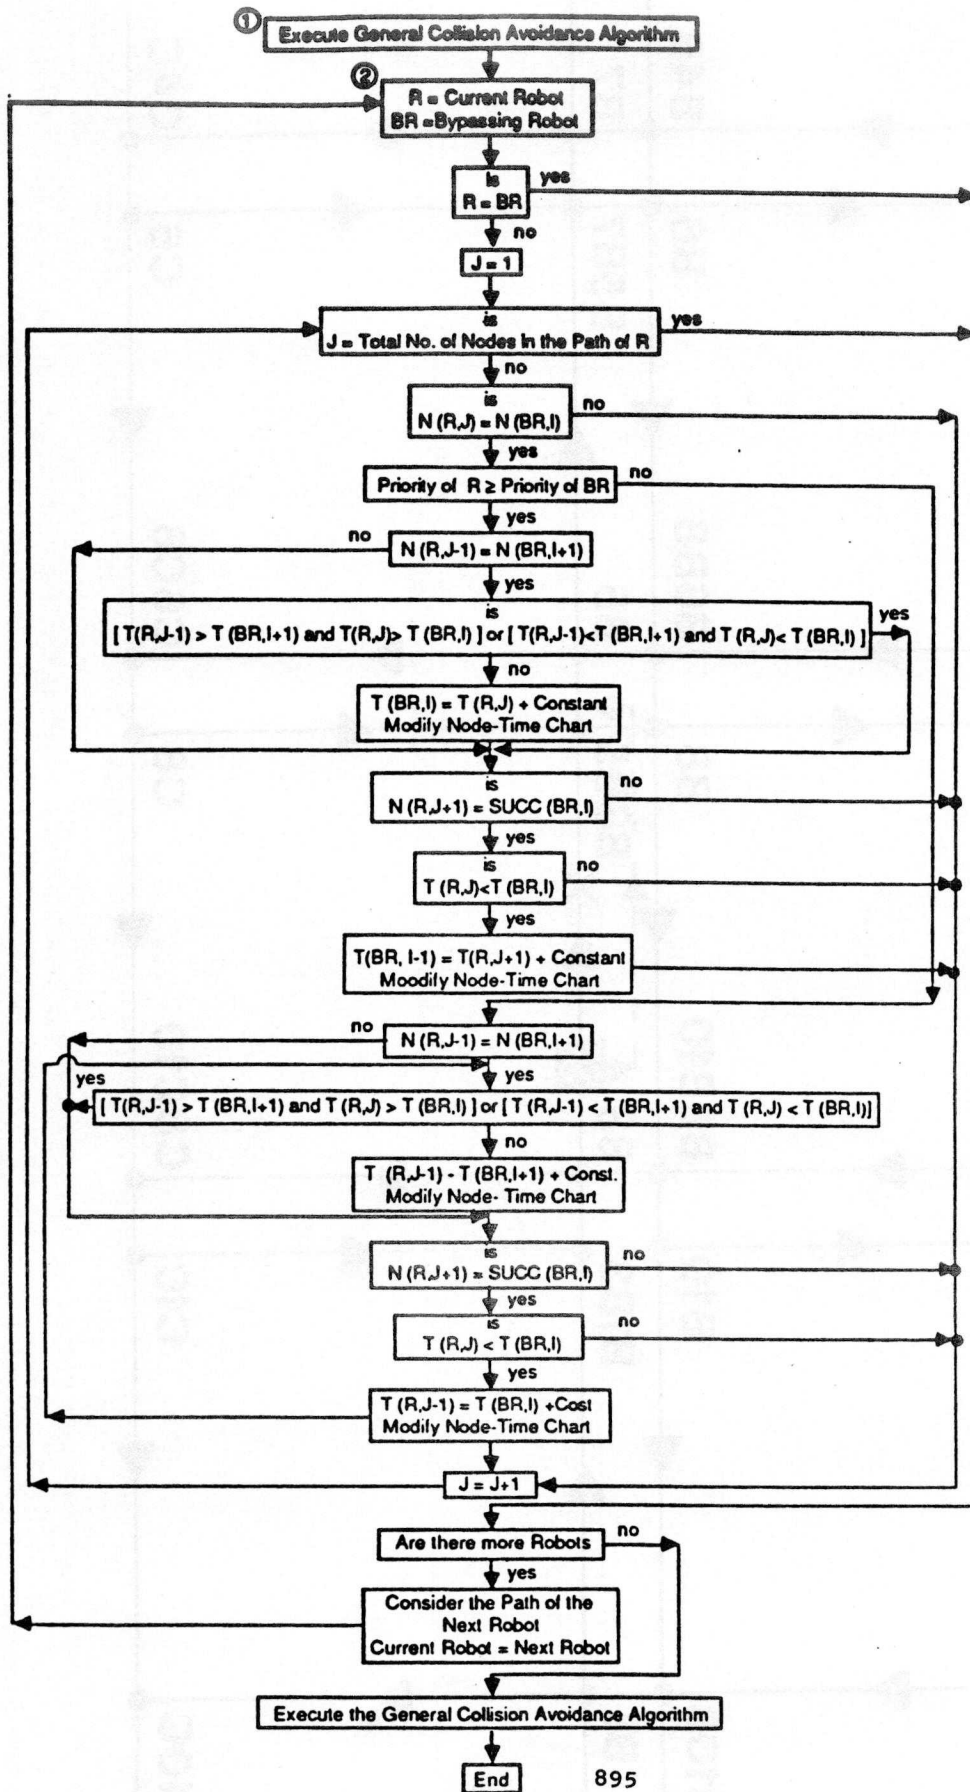 ①
Execute General Collision Avoidance Algorithm
②
R = Current Robot
BR =Bypassing Robot
is
R = BR
yes
no
J = 1
is
J = Total No. of Nodes in the Path of R
yes
no
is
N (R,J) = N (BR,I)
no
yes
Priority of R ≥ Priority of BR
no
yes
no
N (R,J-1) = N (BR,I+1)
yes
is
[ T(R,J-1) > T (BR,I+1) and T(R,J)> T (BR,I) ] or [ T(R,J-1)<T (BR,I+1) and T (R,J)< T (BR,I) ]
yes
no
T (BR,I) = T (R,J) + Constant
Modify Node-Time Chart
is
N (R,J+1) = SUCC (BR,I)
no
yes
is
T (R,J)<T (BR,I)
no
yes
T(BR, I-1) = T(R,J+1) + Constant
Moodify Node-Time Chart
no
N (R,J-1) = N (BR,I+1)
yes
yes
[ T(R,J-1) > T (BR,I+1) and T (R,J) > T (BR,I) ] or [ T (R,J-1) < T (BR,I+1) and T (R,J) < T (BR,I)]
no
T (R,J-1) - T (BR,I+1) + Const.
Modify Node- Time Chart
is
N (R,J+1) = SUCC (BR,I)
no
yes
is
T (R,J) < T (BR,I)
no
yes
T (R,J-1) = T (BR,I) +Cost
Modify Node-Time Chart
J = J+1
Are there more Robots
no
yes
Consider the Path of the
Next Robot
Current Robot = Next Robot
Execute the General Collision Avoidance Algorithm
End
895